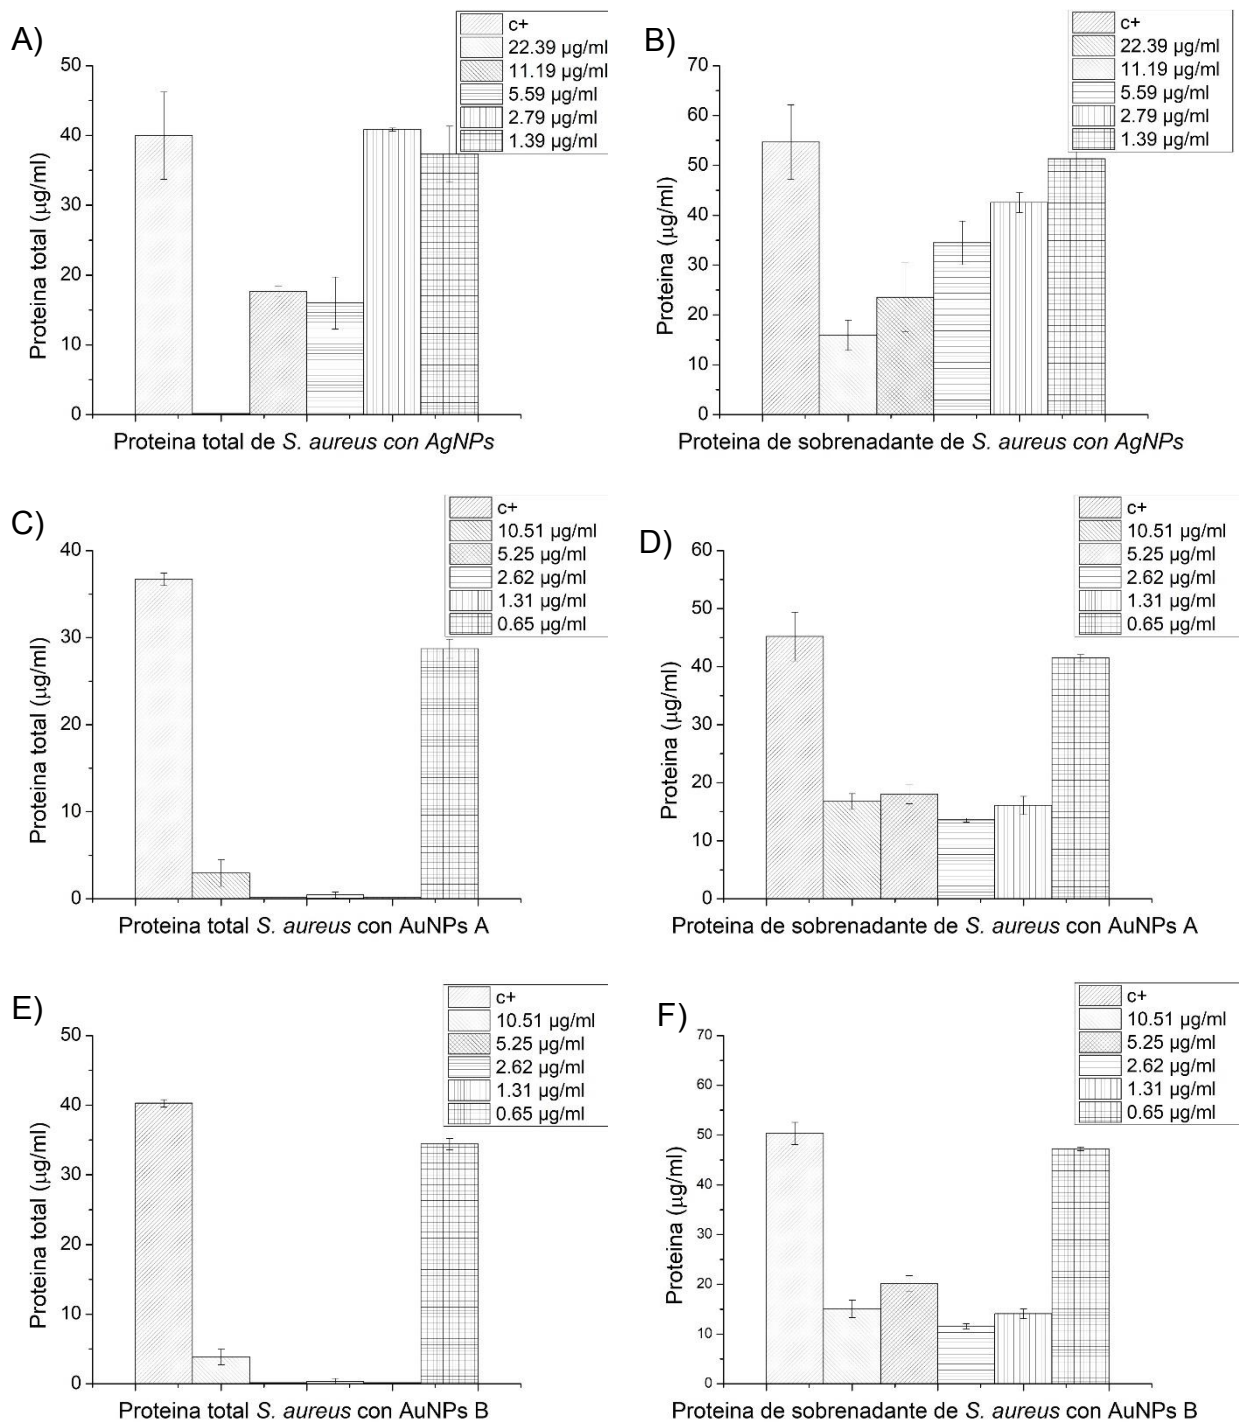 A)
c+
22.39 µg/ml
11.19 µg/ml
5.59 µg/ml
2.79 µg/ml
1.39 µg/ml
50
40
30
20
10
0
Proteina total (µg/ml)
Proteina total de S. aureus con AgNPs
B)
c+
22.39 µg/ml
11.19 µg/ml
5.59 µg/ml
2.79 µg/ml
1.39 µg/ml
70
60
50
40
30
20
10
0
Proteina (µg/ml)
Proteina de sobrenadante de S. aureus con AgNPs
C)
c+
10.51 µg/ml
5.25 µg/ml
2.62 µg/ml
1.31 µg/ml
0.65 µg/ml
40
30
20
10
0
Proteina total (µg/ml)
Proteina total S. aureus con AuNPs A
D)
c+
10.51 µg/ml
5.25 µg/ml
2.62 µg/ml
1.31 µg/ml
0.65 µg/ml
60
50
40
30
20
10
0
Proteina (µg/ml)
Proteina de sobrenadante de S. aureus con AuNPs A
E)
c+
10.51 µg/ml
5.25 µg/ml
2.62 µg/ml
1.31 µg/ml
0.65 µg/ml
50
40
30
20
10
0
Proteina total (µg/ml)
Proteina total S. aureus con AuNPs B
F)
c+
10.51 µg/ml
5.25 µg/ml
2.62 µg/ml
1.31 µg/ml
0.65 µg/ml
70
60
50
40
30
20
10
0
Proteina (µg/ml)
Proteina de sobrenadante de S. aureus con AuNPs B